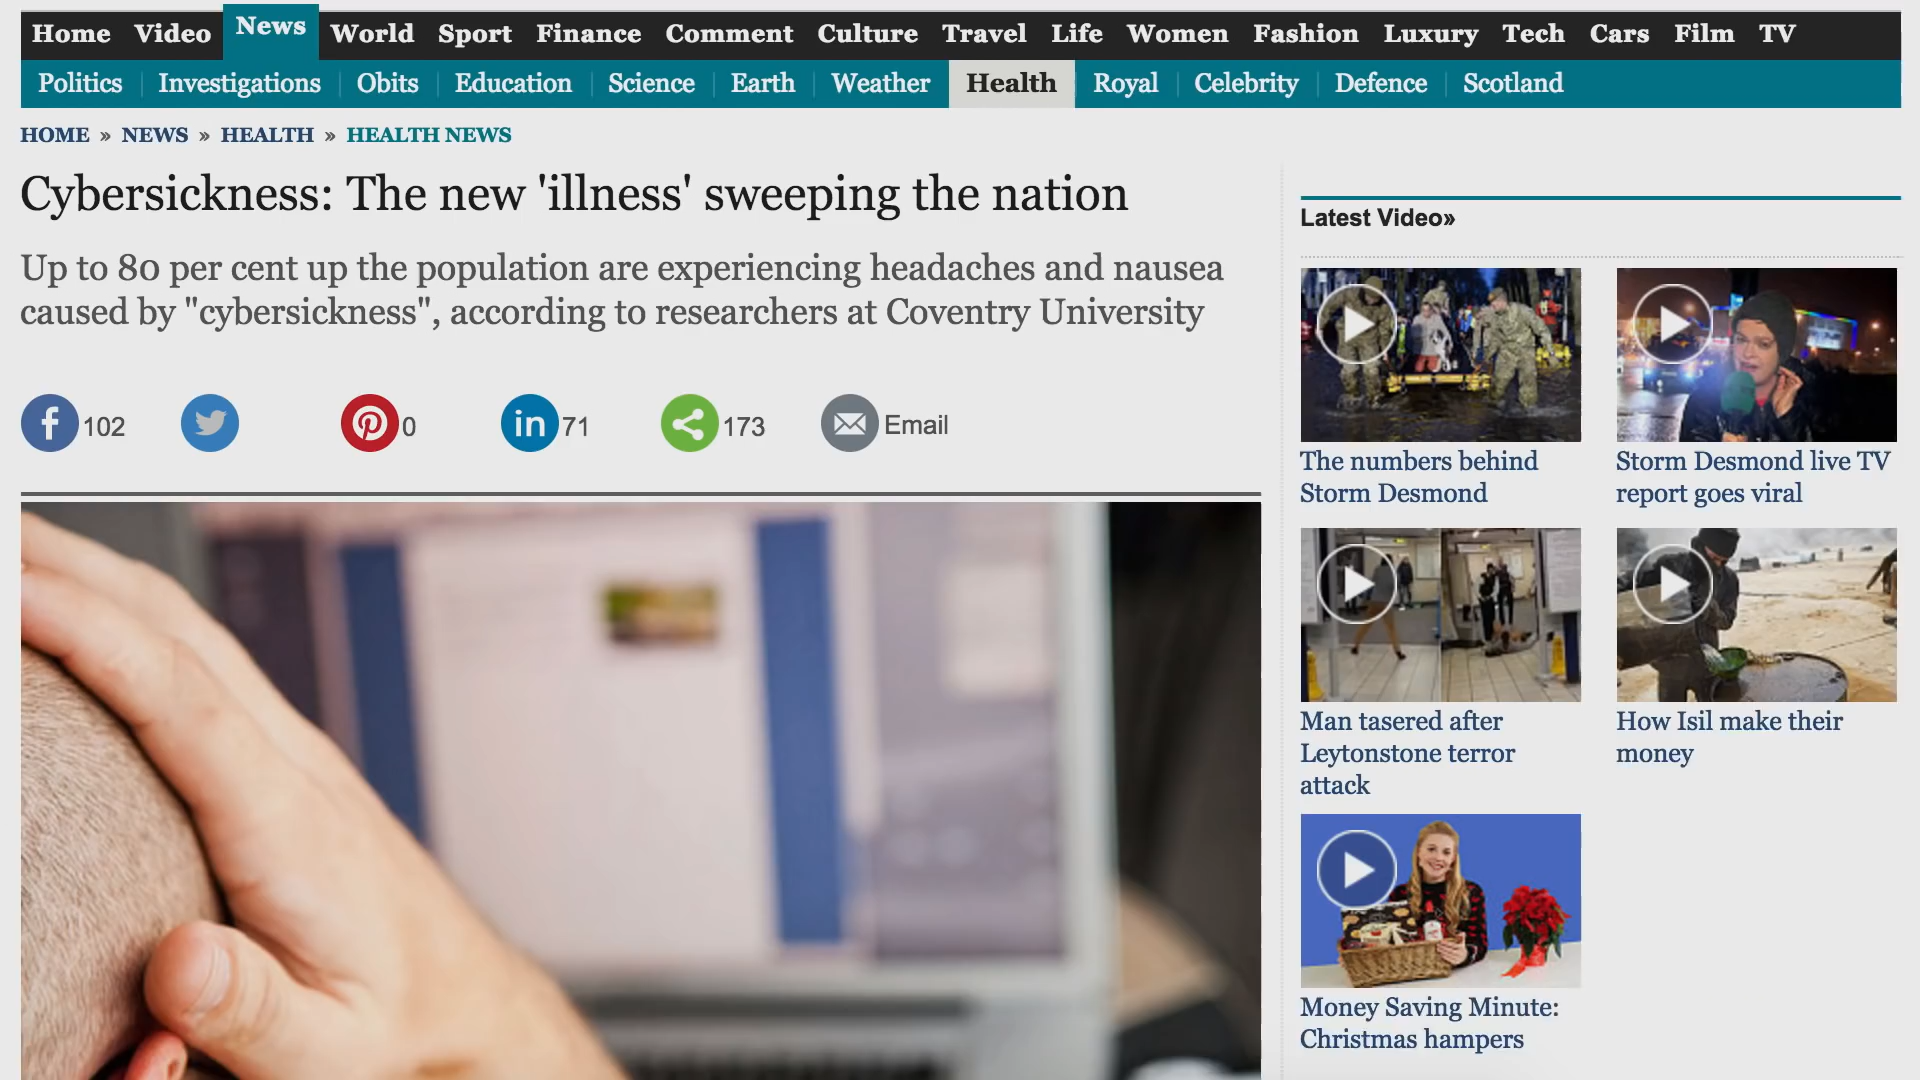 Home Video News World Sport Finance Comment Culture Travel Life Women Fashion Luxury Tech Cars Film TV
Politics Investigations Obits Education Science Earth Weather Health Royal Celebrity Defence Scotland
HOME » NEWS » HEALTH » HEALTH NEWS
Cybersickness: The new 'illness' sweeping the nation
Up to 80 per cent up the population are experiencing headaches and nausea
caused by "cybersickness", according to researchers at Coventry University
102 0 in 71 173 Email
Latest Video»
The numbers behind
Storm Desmond
Storm Desmond live TV
report goes viral
Man tasered after
Leytonstone terror
attack
How Isil make their
money
Money Saving Minute:
Christmas hampers